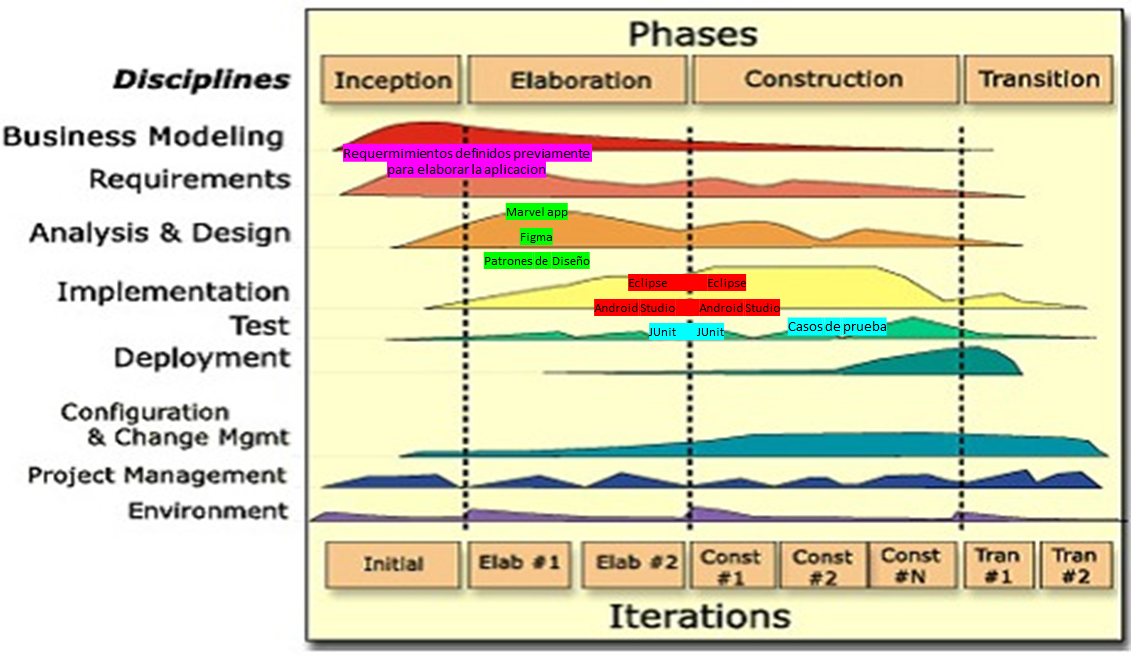 Phases
Disciplines
Inception
Elaboration
Construction
Transition
Business Modeling
Requermimientos definidos previamente
para elaborar la aplicacion
Requirements
Marvel app
Analysis & Design
Figma
Patrones de Diseño
Eclipse
Eclipse
Implementation
Android Studio
Android Studio
Test
JUnit
JUnit
Casos de prueba
Deployment
Configuration
& Change Mgmt
Project Management
Environment
Initial
Elab #1
Elab #2
Const
#1
Const
#2
Const
#N
Tran
#1
Tran
#2
Iterations